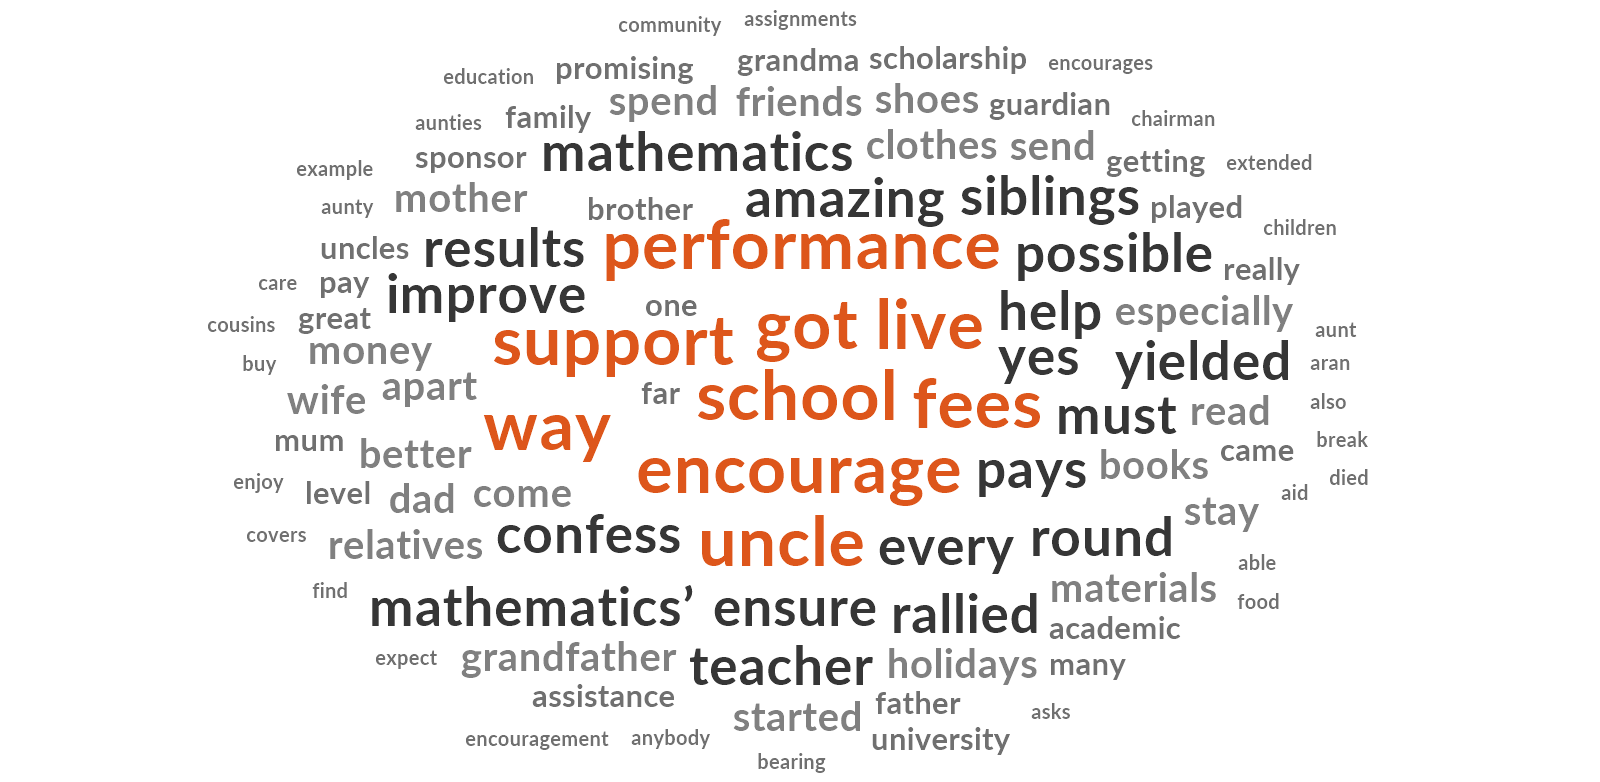 community assignments
education promising grandma scholarship encourages
aunties family spend friends shoes guardian chairman
example sponsor mathematics clothes send getting extended
aunty mother brother amazing siblings played children
uncles results performance possible really
care pay improve one help especially
cousins great support got live yes yielded aunt
buy money apart far school fees must read aran
wife way also
mum better encourage pays books came break
enjoy level dad come stay aid died
covers relatives confess uncle every round able
find mathematics’ ensure rallied materials food
expect grandfather teacher holidays academic many
assistance started father asks
encouragement anybody university
bearing